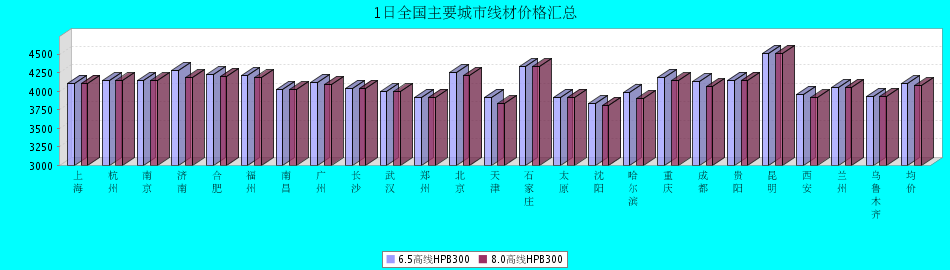 1日全国主要城市线材价格汇总
4500
4250
4000
3750
3500
3250
3000
上海 杭州 南京 济南 合肥 福州 南昌 广州 长沙 武汉 郑州 北京 天津 石家庄 太原 沈阳 哈尔滨 重庆 成都 贵阳 昆明 西安 兰州 乌鲁木齐 均价
6.5高线HPB300 8.0高线HPB300